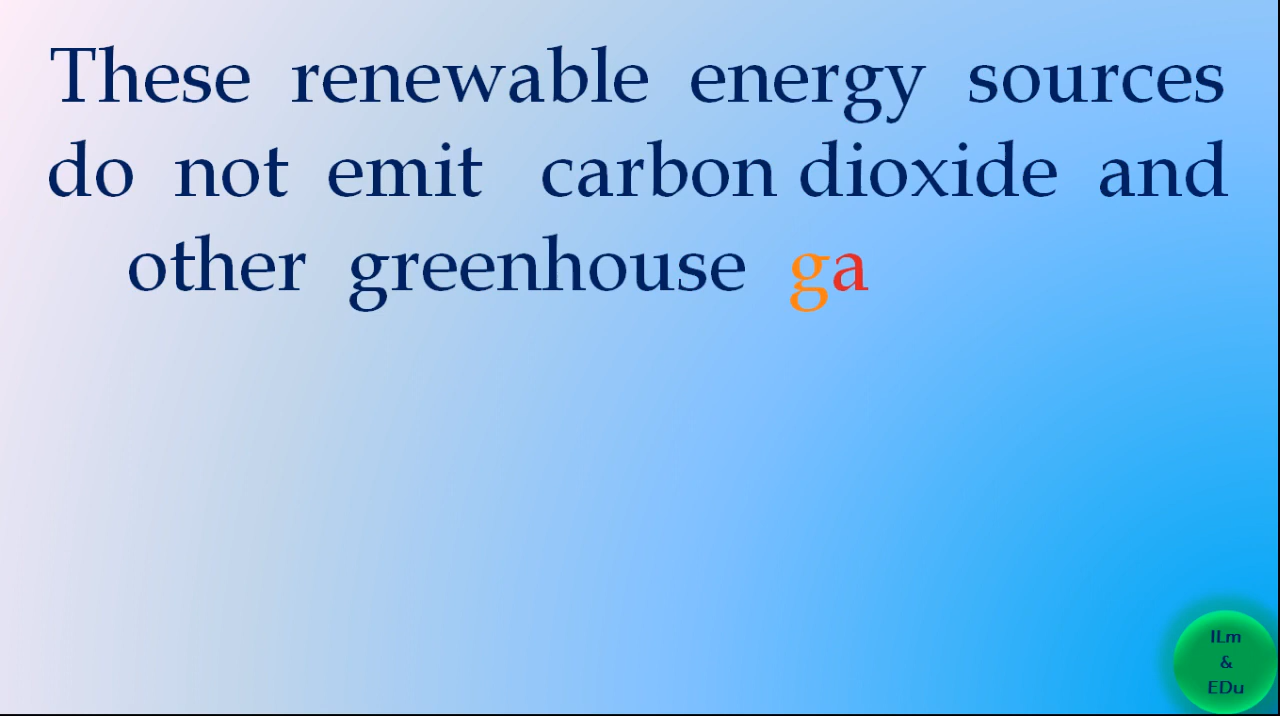 These renewable energy sources
do not emit carbon dioxide and
other greenhouse ga
ILm
&
EDu